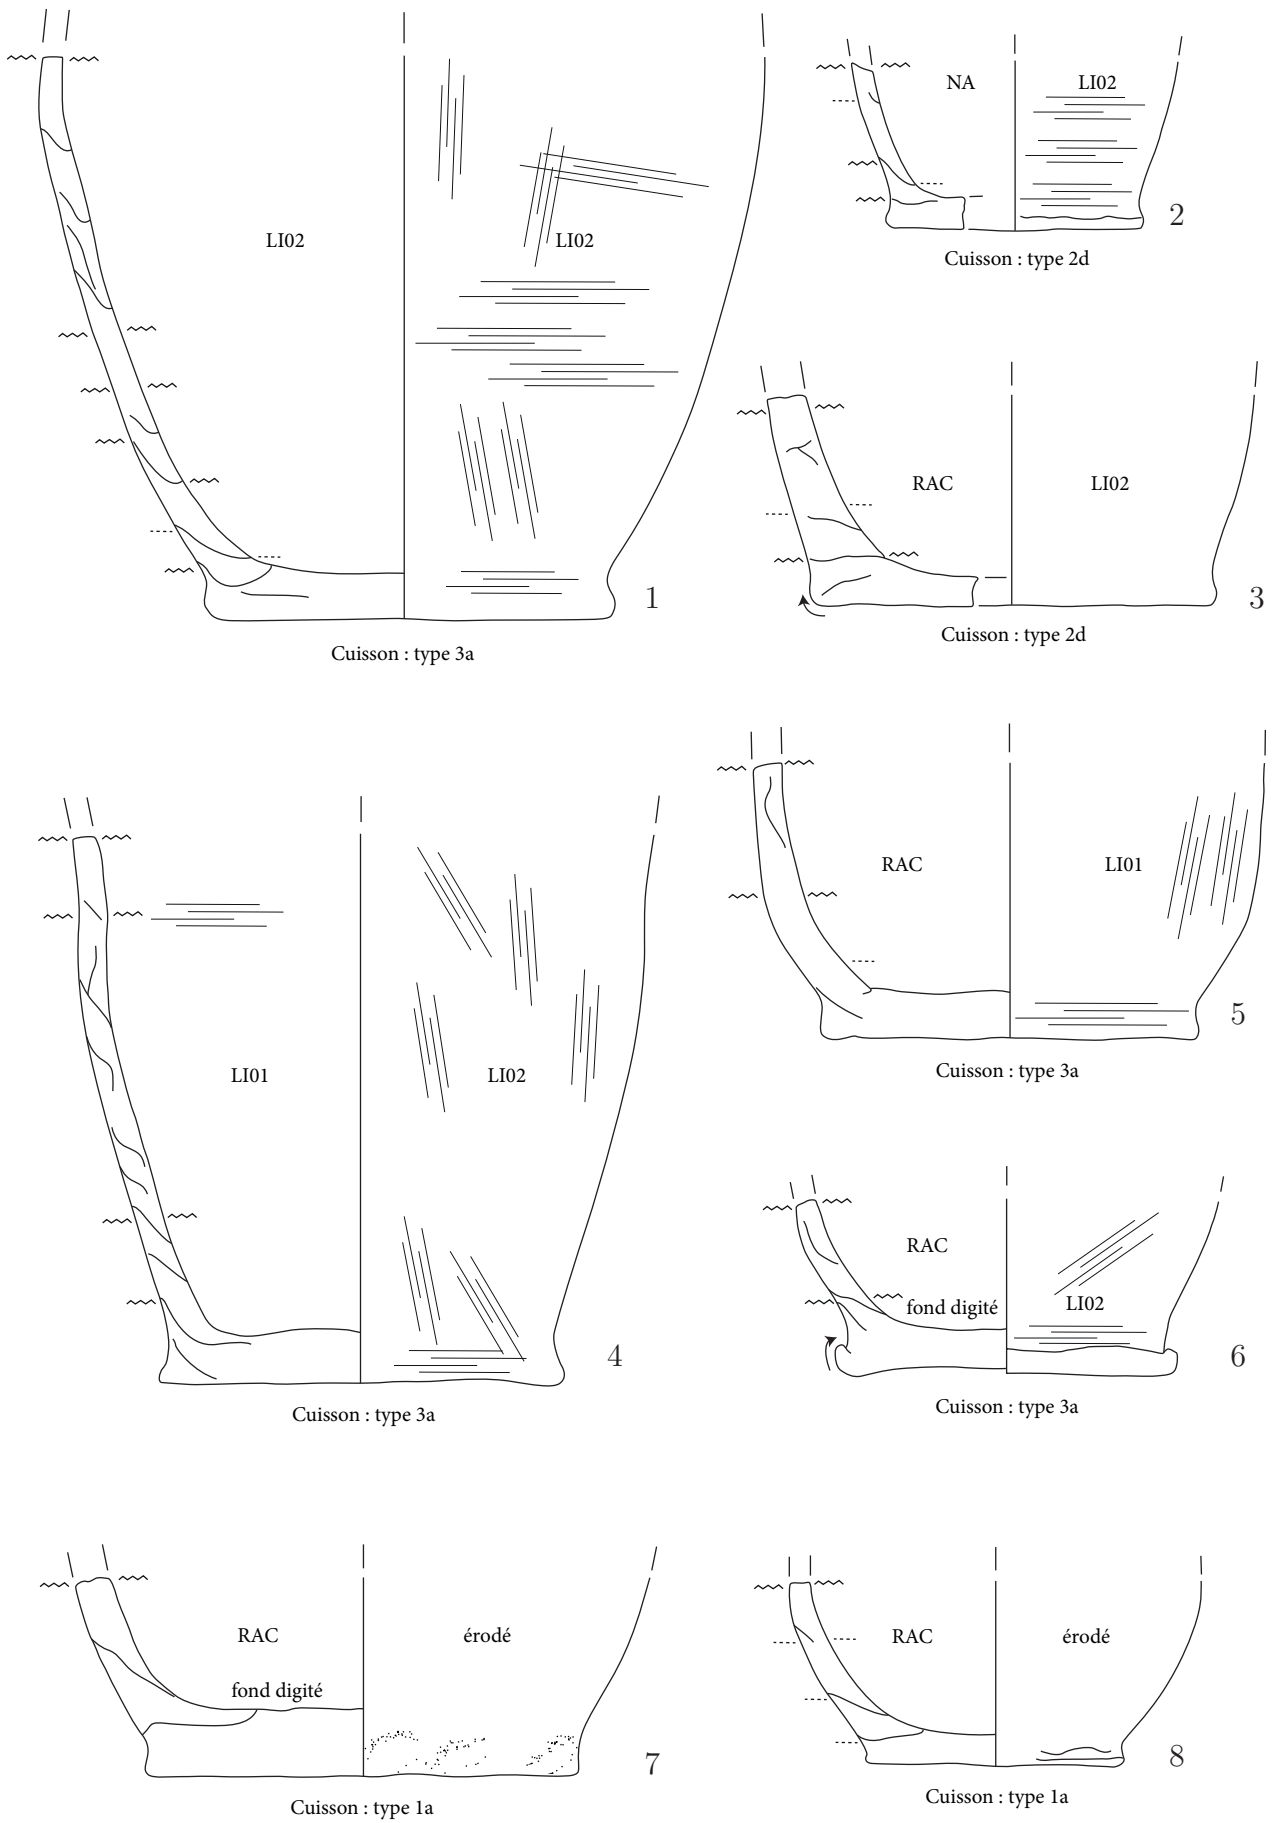 LI02
LI02
1
Cuisson : type 3a
NA
LI02
2
Cuisson : type 2d
RAC
LI02
3
Cuisson : type 2d
LI01
LI02
4
Cuisson : type 3a
RAC
LI01
5
Cuisson : type 3a
RAC
fond digité
LI02
6
Cuisson : type 3a
RAC
érodé
fond digité
7
Cuisson : type 1a
RAC
érodé
8
Cuisson : type 1a